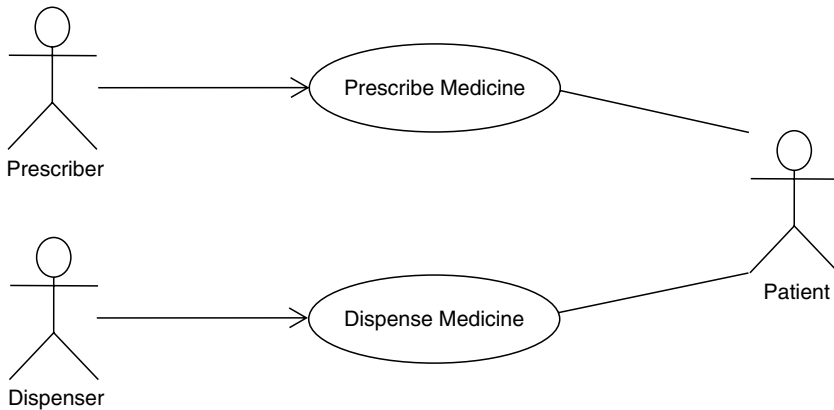 Prescribe Medicine
Prescriber
Patient
Dispense Medicine
Dispenser